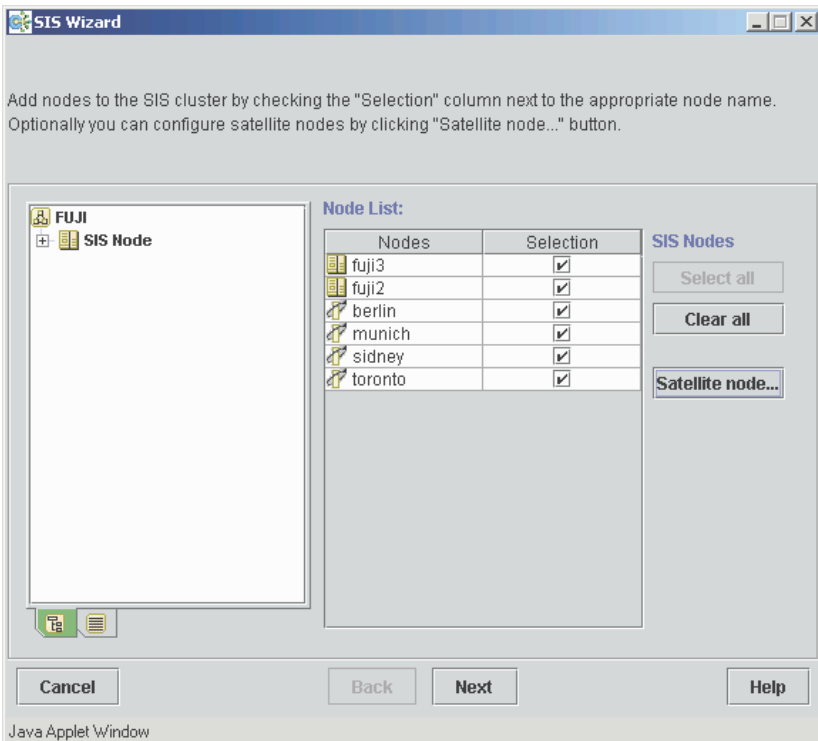 SIS Wizard
Add nodes to the SIS cluster by checking the "Selection" column next to the appropriate node name.
Optionally you can configure satellite nodes by clicking "Satellite node..." button.
FUJI
SIS Node
Node List:
Nodes Selection
fuji3
fuji2
berlin
munich
sidney
toronto
SIS Nodes
Select all
Clear all
Satellite node...
Cancel Back Next Help
Java Applet Window